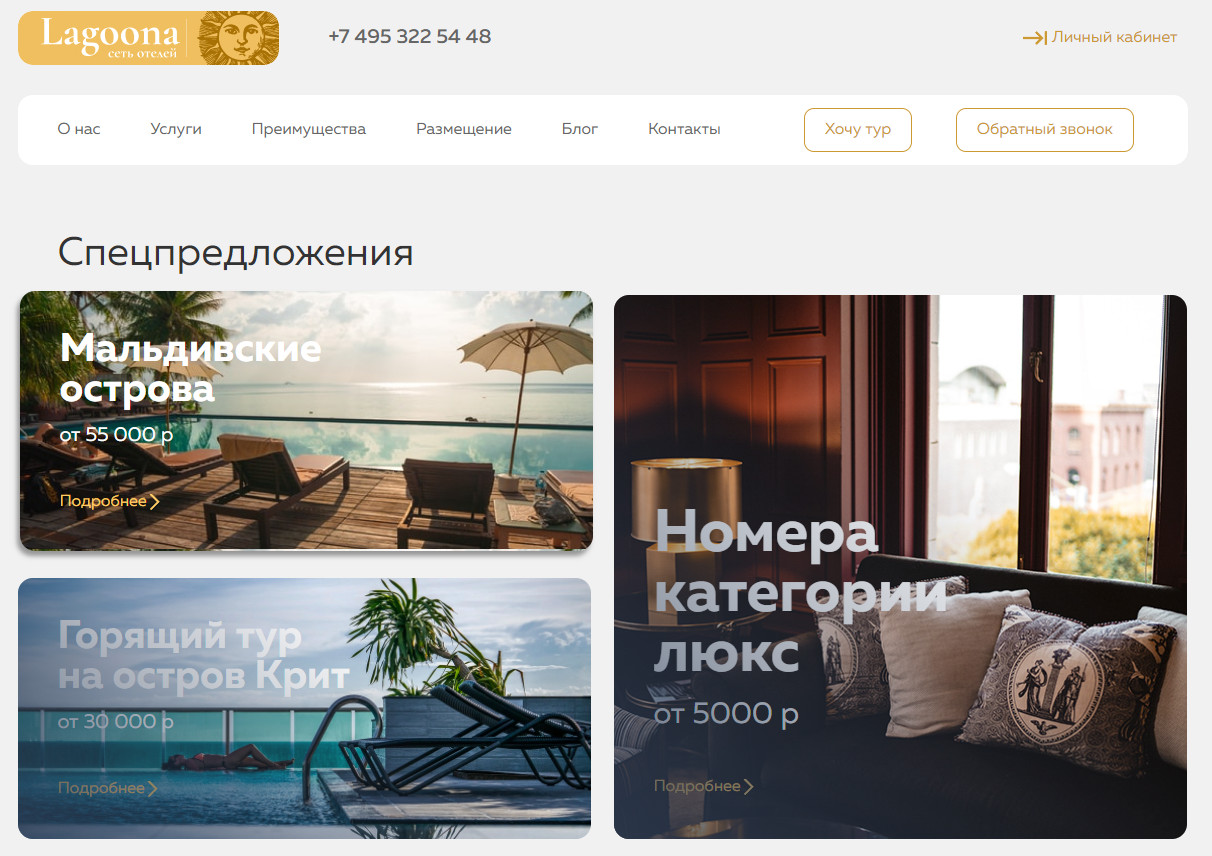 Lagoona
сеть отелей
+7 495 322 54 48
Личный кабинет
О нас Услуги Преимущества Размещение Блог Контакты Хочу тур Обратный звонок
Спецпредложения
Мальдивские
острова
от 55 000 р
Подробнее
Горящий тур
на остров Крит
от 30 000 р
Подробнее
Номера
категории
люкс
от 5000 р
Подробнее